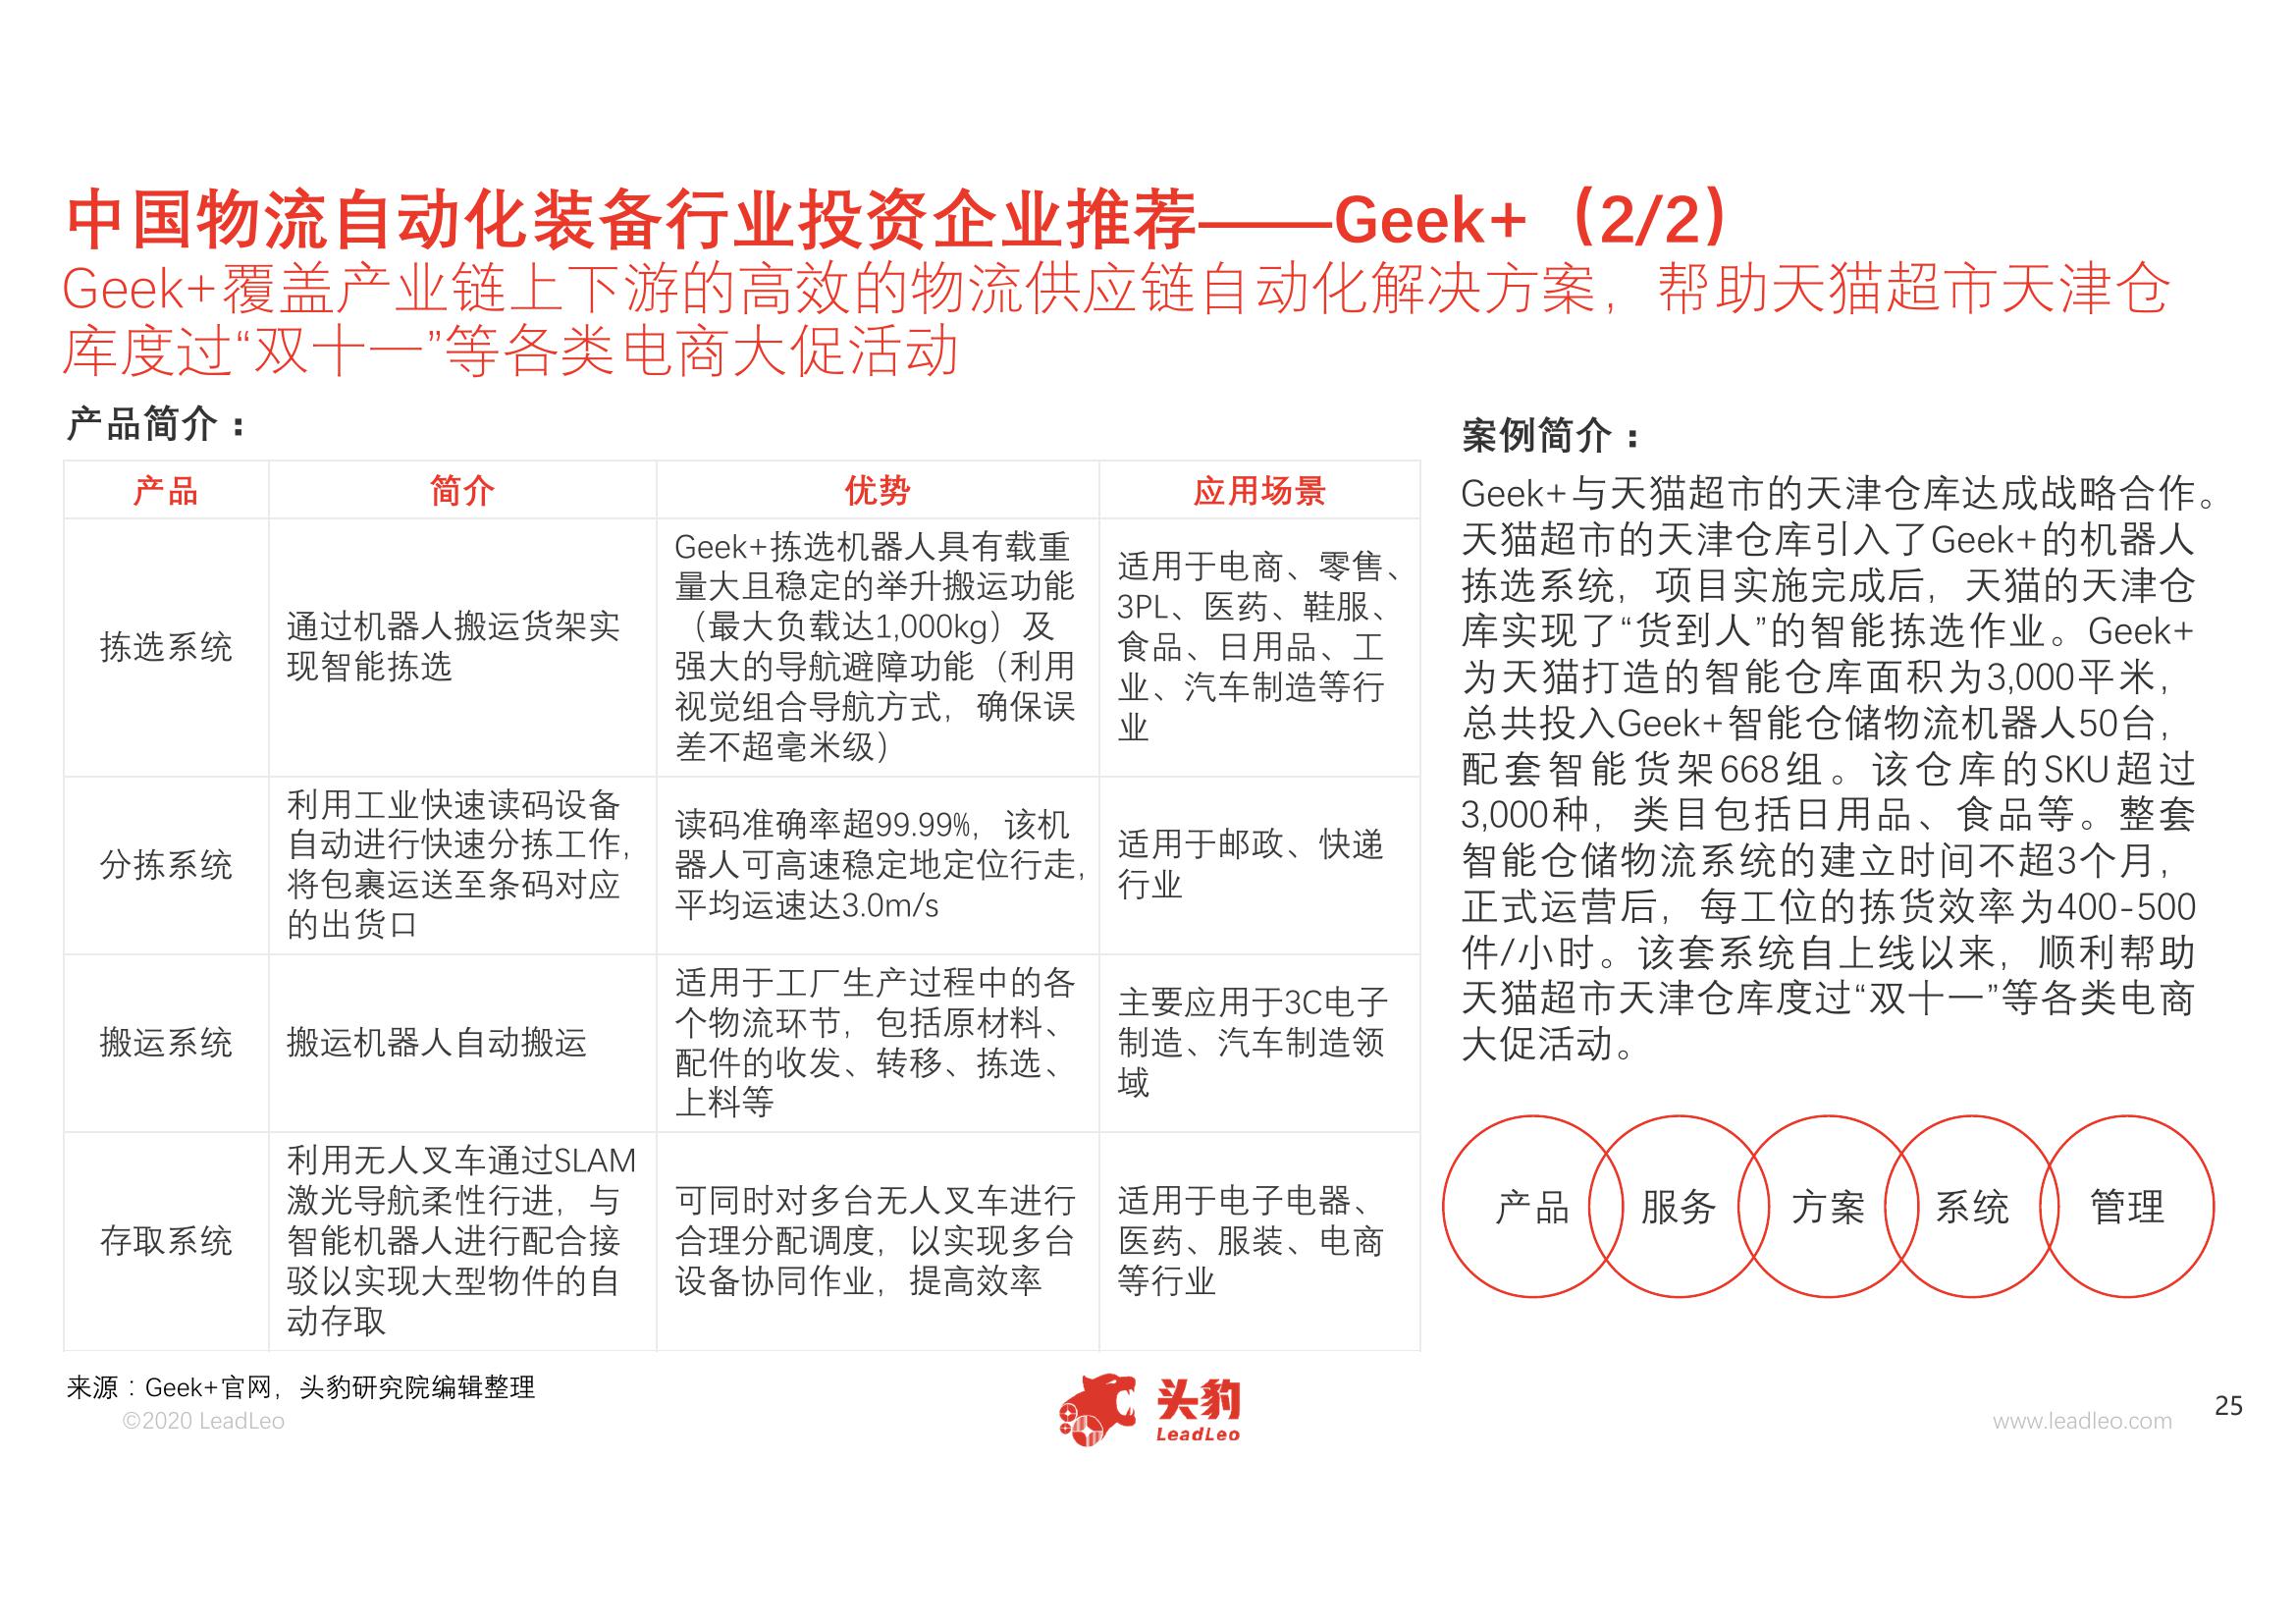 中国物流自动化装备行业投资企业推荐——Geek+（2/2）
Geek+覆盖产业链上下游的高效的物流供应链自动化解决方案，帮助天猫超市天津仓
库度过“双十一”等各类电商大促活动
产品简介：
产品
简介
优势
应用场景
拣选系统
通过机器人搬运货架实
现智能拣选
Geek+拣选机器人具有载重
量大且稳定的举升搬运功能
（最大负载达1,000kg）及
强大的导航避障功能（利用
视觉组合导航方式，确保误
差不超毫米级）
适用于电商、零售、
3PL、医药、鞋服、
食品、日用品、工
业、汽车制造等行
业
分拣系统
利用工业快速读码设备
自动进行快速分拣工作，
将包裹运送至条码对应
的出货口
读码准确率超99.99%，该机
器人可高速稳定地定位行走，
平均运速达3.0m/s
适用于邮政、快递
行业
搬运系统
搬运机器人自动搬运
适用于工厂生产过程中的各
个物流环节，包括原材料、
配件的收发、转移、拣选、
上料等
主要应用于3C电子
制造、汽车制造领
域
存取系统
利用无人叉车通过SLAM
激光导航柔性行进，与
智能机器人进行配合接
驳以实现大型物件的自
动存取
可同时对多台无人叉车进行
合理分配调度，以实现多台
设备协同作业，提高效率
适用于电子电器、
医药、服装、电商
等行业
案例简介：
Geek+与天猫超市的天津仓库达成战略合作。
天猫超市的天津仓库引入了Geek+的机器人
拣选系统，项目实施完成后，天猫的天津仓
库实现了“货到人”的智能拣选作业。Geek+
为天猫打造的智能仓库面积为3,000平米，
总共投入Geek+智能仓储物流机器人50台，
配套智能货架668组。该仓库的SKU超过
3,000种，类目包括日用品、食品等。整套
智能仓储物流系统的建立时间不超3个月，
正式运营后，每工位的拣货效率为400-500
件/小时。该套系统自上线以来，顺利帮助
天猫超市天津仓库度过“双十一”等各类电商
大促活动。
产品
服务
方案
系统
管理
来源：Geek+官网，头豹研究院编辑整理
©2020 LeadLeo
头豹
LeadLeo
www.leadleo.com
25